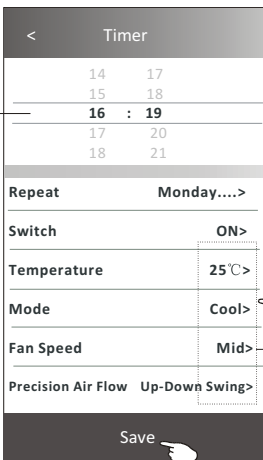 < Timer
14 17
15 18
16 : 19
17 20
18 21
Repeat Monday....>
Switch ON>
Temperature 25℃>
Mode Cool>
Fan Speed Mid>
Precision Air Flow Up-Down Swing>
Save